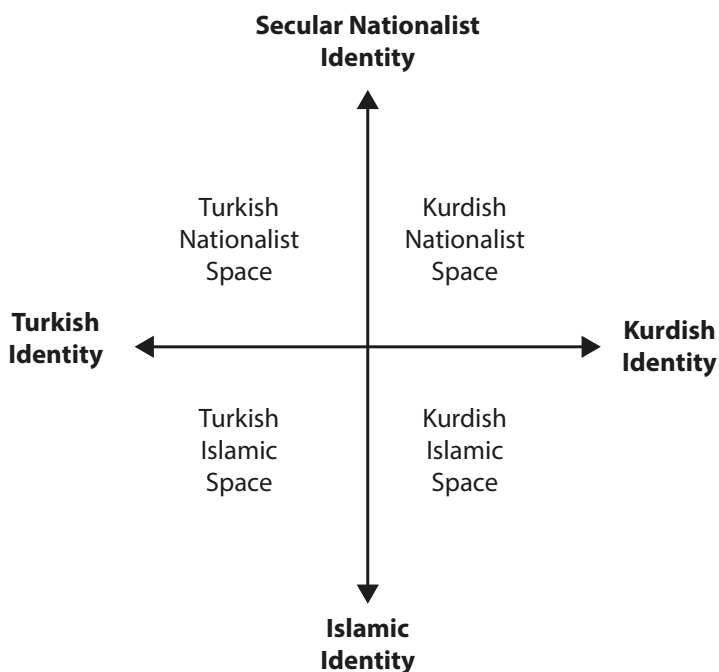 Secular Nationalist
Identity
Turkish
Nationalist
Space
Kurdish
Nationalist
Space
Turkish
Identity
Kurdish
Identity
Turkish
Islamic
Space
Kurdish
Islamic
Space
Islamic
Identity